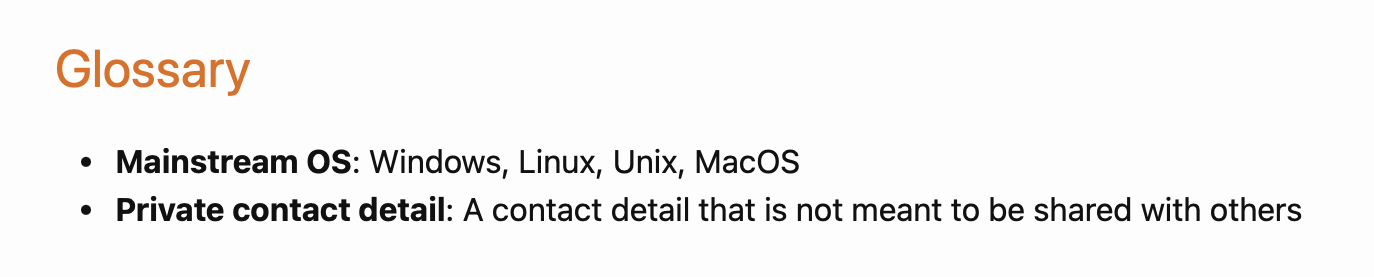 Glossary
• Mainstream OS: Windows, Linux, Unix, MacOS
• Private contact detail: A contact detail that is not meant to be shared with others